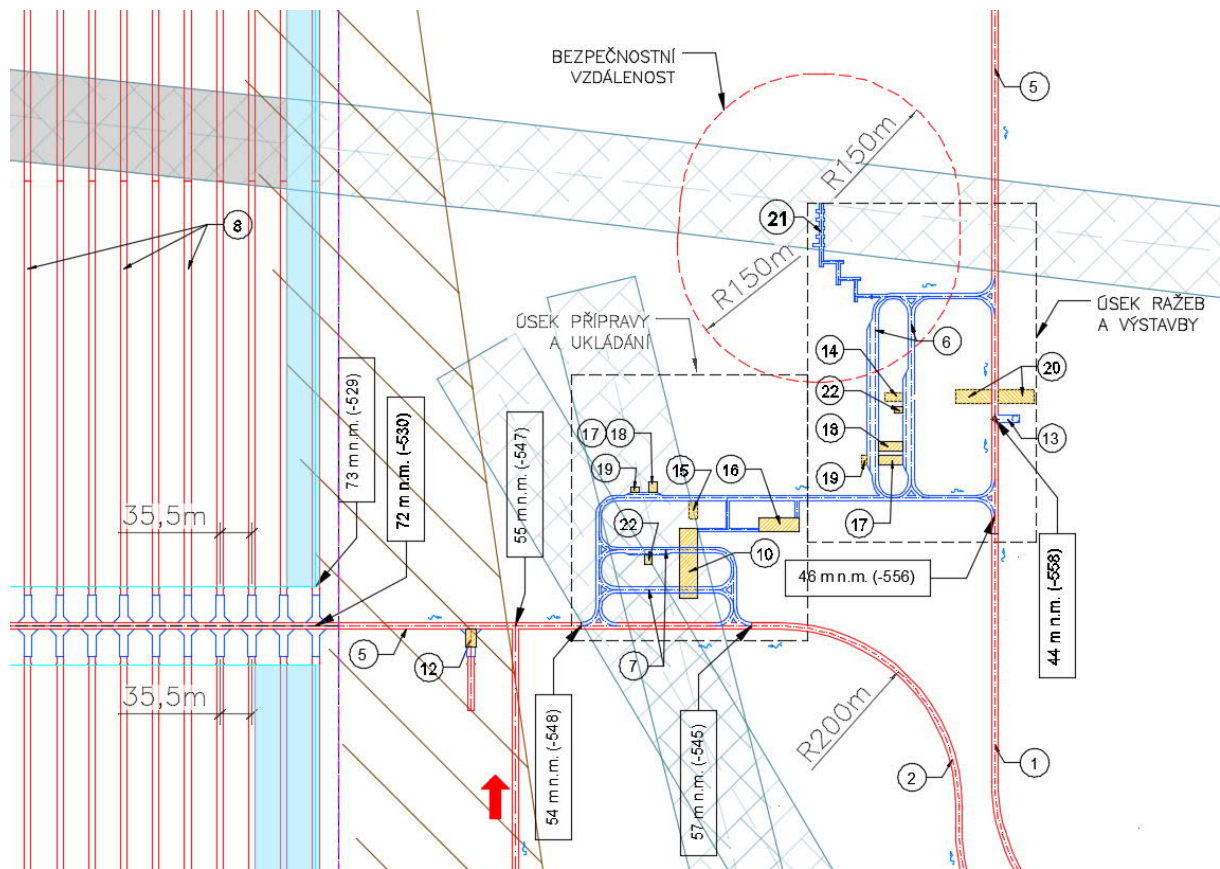 BEZPEČNOSTNÍ
VZDÁLENOST
5
R150m
21
8
R150m
ÚSEK PŘÍPRAVY
A UKLÁDÁNÍ
ÚSEK RAŽEB
A VÝSTAVBY
6
14
22
20
18
13
19
17
17
18
19
15
16
22
10
73 m n.m. (-529)
72 m n.m. (-530)
55 m n.m. (-547)
35,5m
46 m n.m. (-556)
44 m n.m. (-558)
5
12
7
35,5m
54 m n.m. (-548)
57 m n.m. (-545)
R200m
2
1